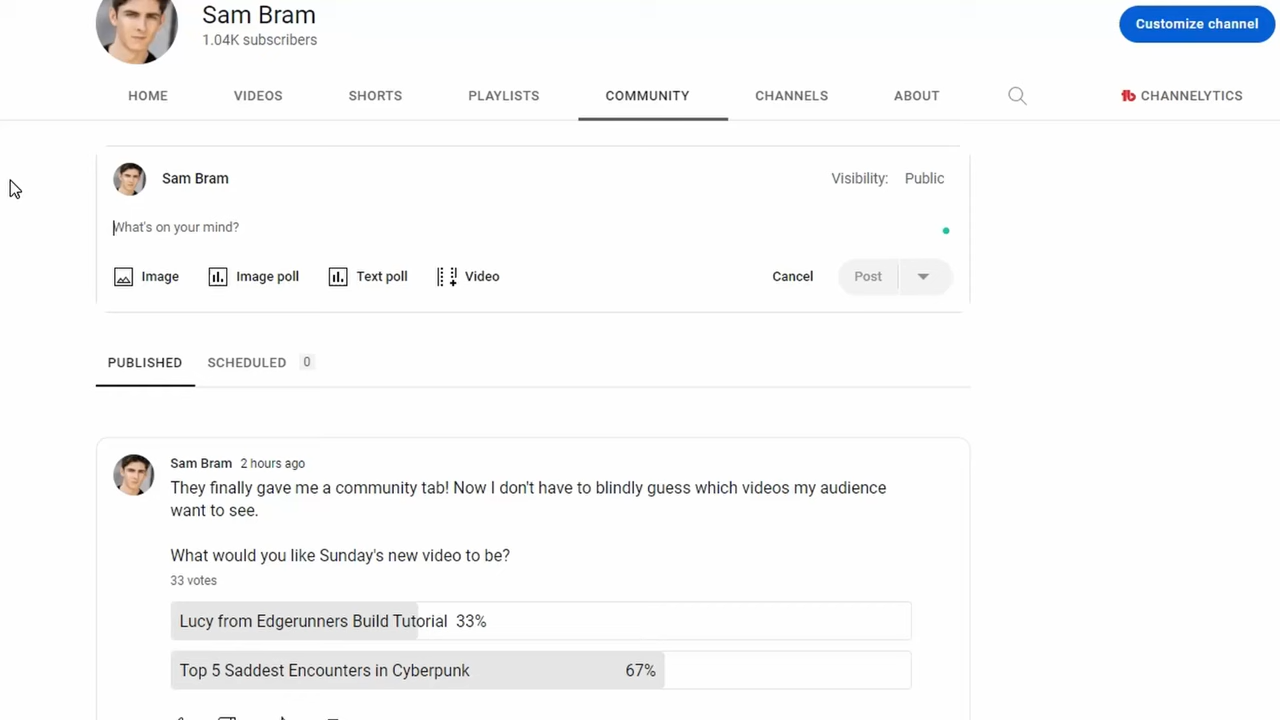 Sam Bram
1.04K subscribers
Customize channel
HOME
VIDEOS
SHORTS
PLAYLISTS
COMMUNITY
CHANNELS
ABOUT
CHANNELYTICS
Sam Bram
Visibility: Public
What's on your mind?
Image
Image poll
Text poll
Video
Cancel
Post
PUBLISHED
SCHEDULED 0
Sam Bram 2 hours ago
They finally gave me a community tab! Now I don't have to blindly guess which videos my audience
want to see.
What would you like Sunday's new video to be?
33 votes
Lucy from Edgerunners Build Tutorial 33%
Top 5 Saddest Encounters in Cyberpunk 67%